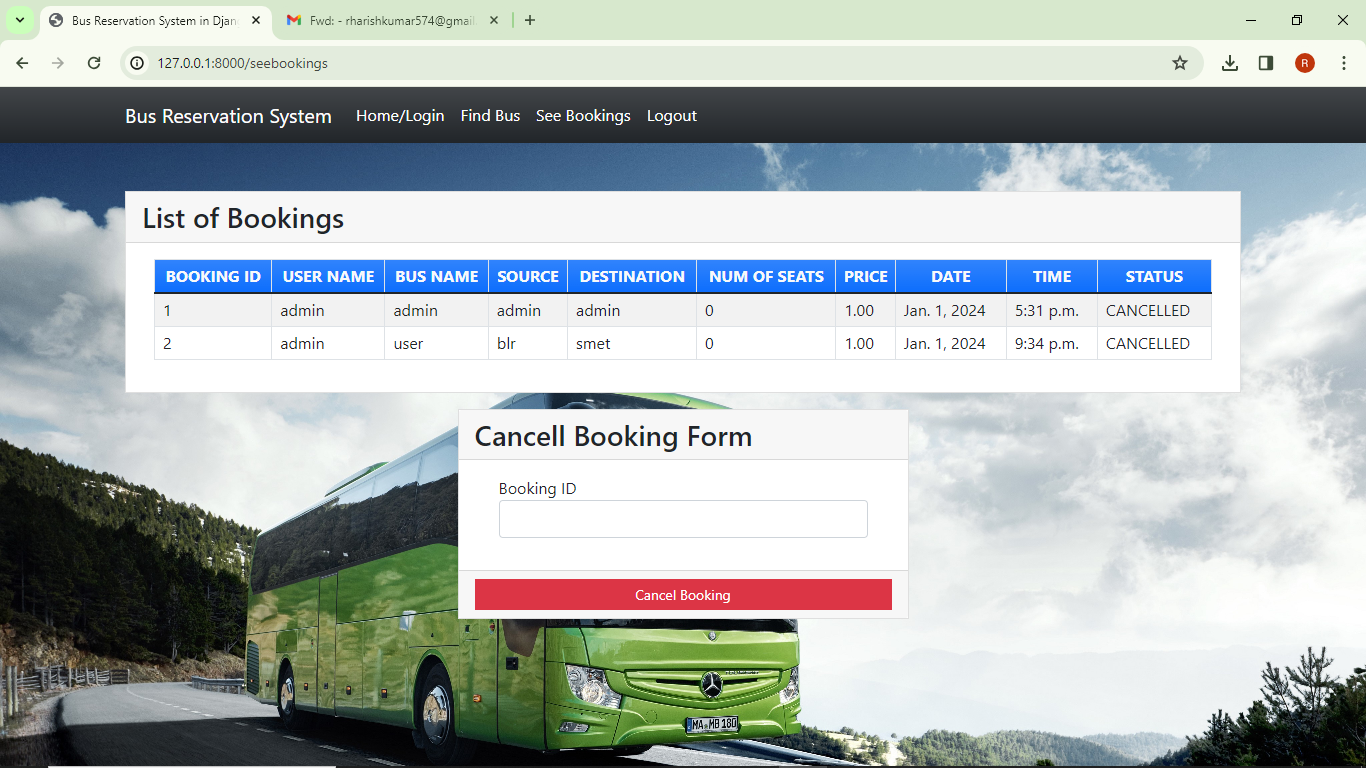 Bus Reservation System in Djan
Fwd: - rharishkumar574@gmail
127.0.0.1:8000/seebookings
R
Bus Reservation System Home/Login Find Bus See Bookings Logout
List of Bookings
BOOKING ID USER NAME BUS NAME SOURCE DESTINATION NUM OF SEATS PRICE DATE TIME STATUS
1 admin admin admin admin 0 1.00 Jan. 1, 2024 5:31 p.m. CANCELLED
2 admin user blr smet 0 1.00 Jan. 1, 2024 9:34 p.m. CANCELLED
Cancell Booking Form
Booking ID
Cancel Booking
MA MB 180